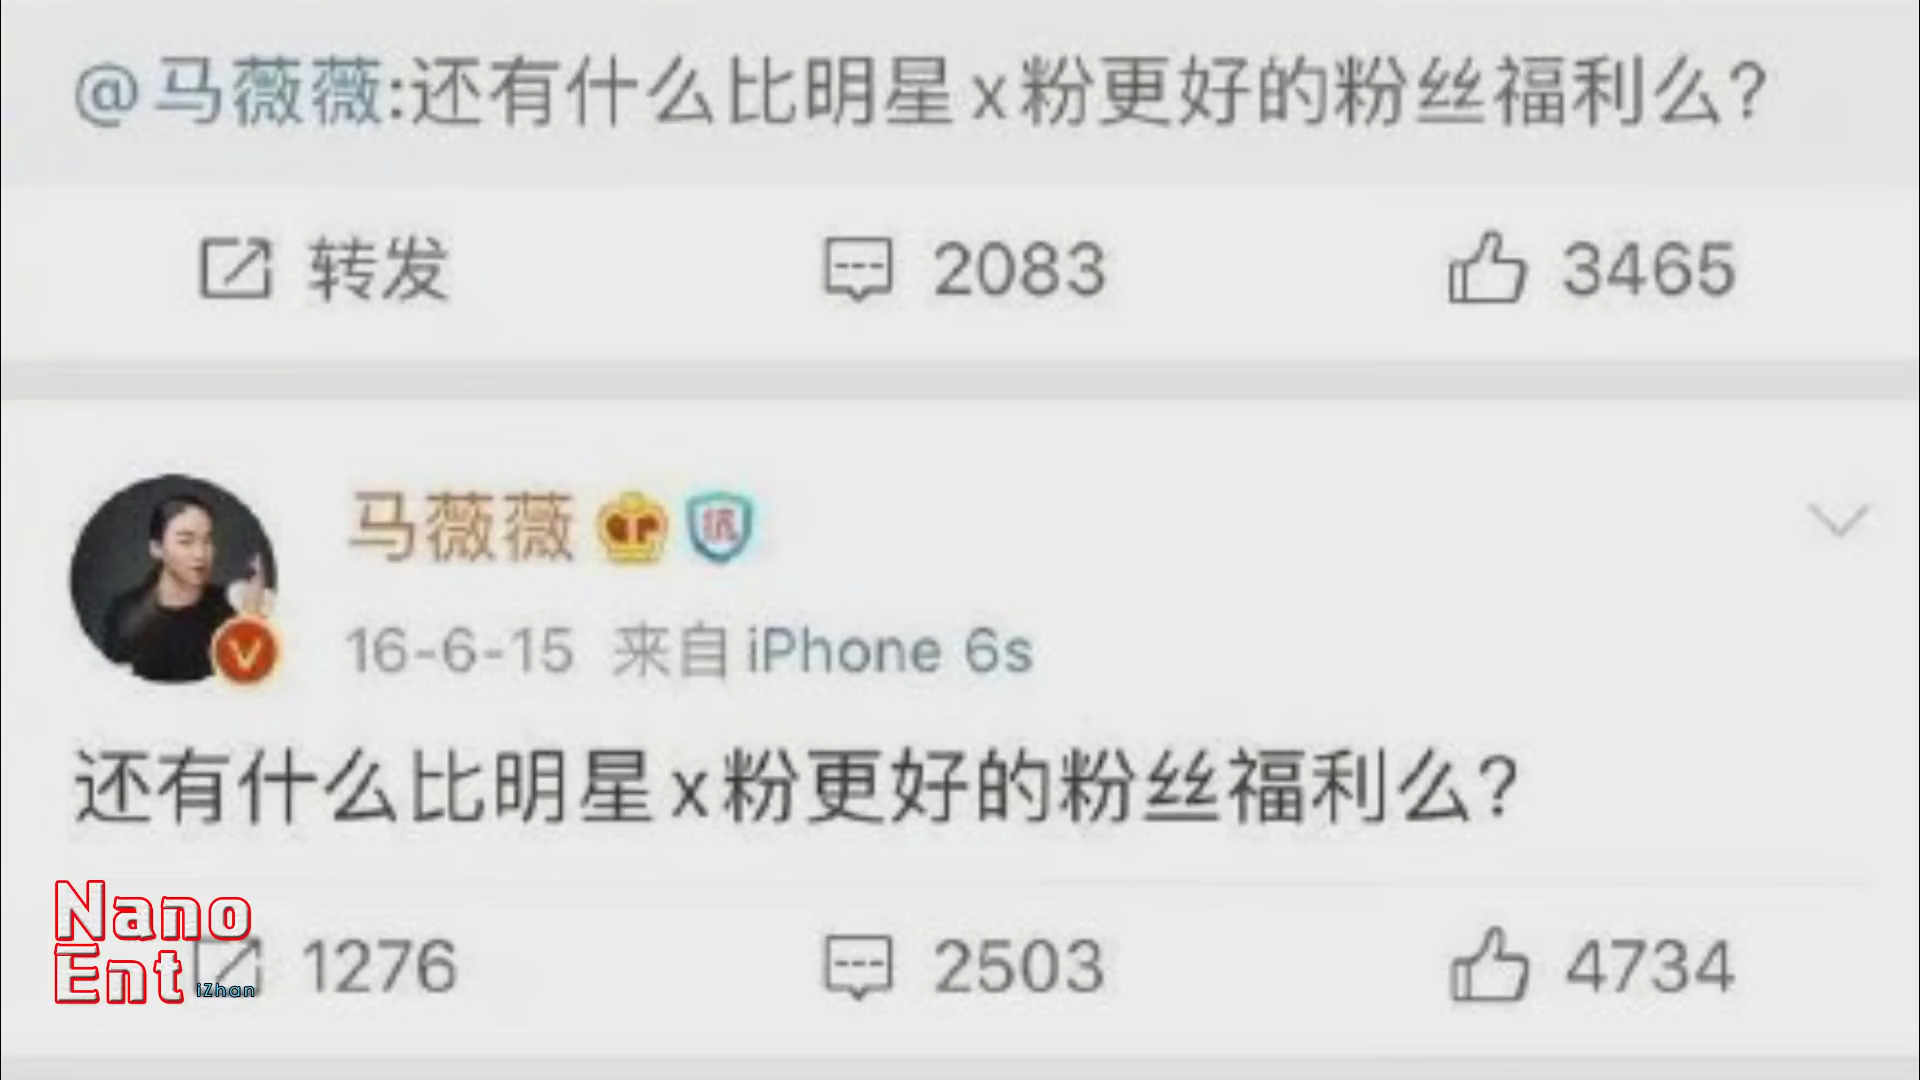 @马薇薇:还有什么比明星x粉更好的粉丝福利么?
转发 2083 3465
马薇薇
16-6-15 来自 iPhone 6s
还有什么比明星x粉更好的粉丝福利么?
1276 2503 4734
Nano
Ent iZhan